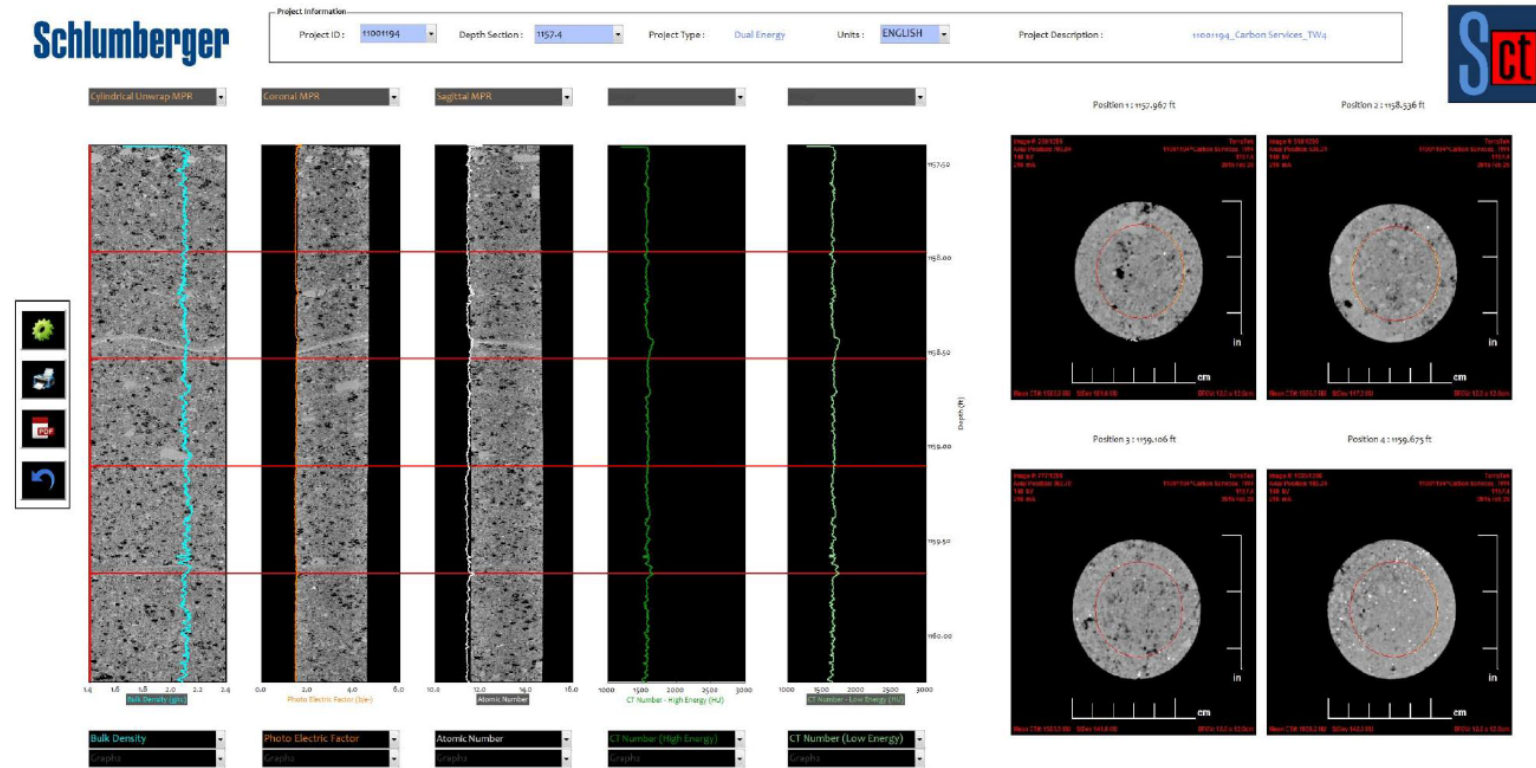 Schlumberger
Project Information
Project ID : 11001194 Depth Section : 1157.4 Project Type : Dual Energy Units : ENGLISH Project Description : 11001194_Carbon Services_TW4
Sct
Cylindrical Unwrap MPR Coronal MPR Sagittal MPR
Position 1 : 1157.967 ft Position 2 : 1158.536 ft
1157.50
1158.00
1158.50
Depth (ft)
1159.00
1159.50
1160.00
in in
cm cm
Position 3 : 1159.106 ft Position 4 : 1159.675 ft
in in
cm cm
PDF
1.4 1.6 1.8 2.0 2.2 2.4 0.0 2.0 4.0 6.0 10.0 12.0 14.0 16.0 1000 1500 2000 2500 3000 1000 1500 2000 2500 3000
Bulk Density (g/cc) Photo Electric Factor (b/e-) Atomic Number CT Number - High Energy (HU) CT Number - Low Energy (HU)
Bulk Density Photo Electric Factor Atomic Number CT Number (High Energy) CT Number (Low Energy)
Graphs Graphs Graphs Graphs Graphs